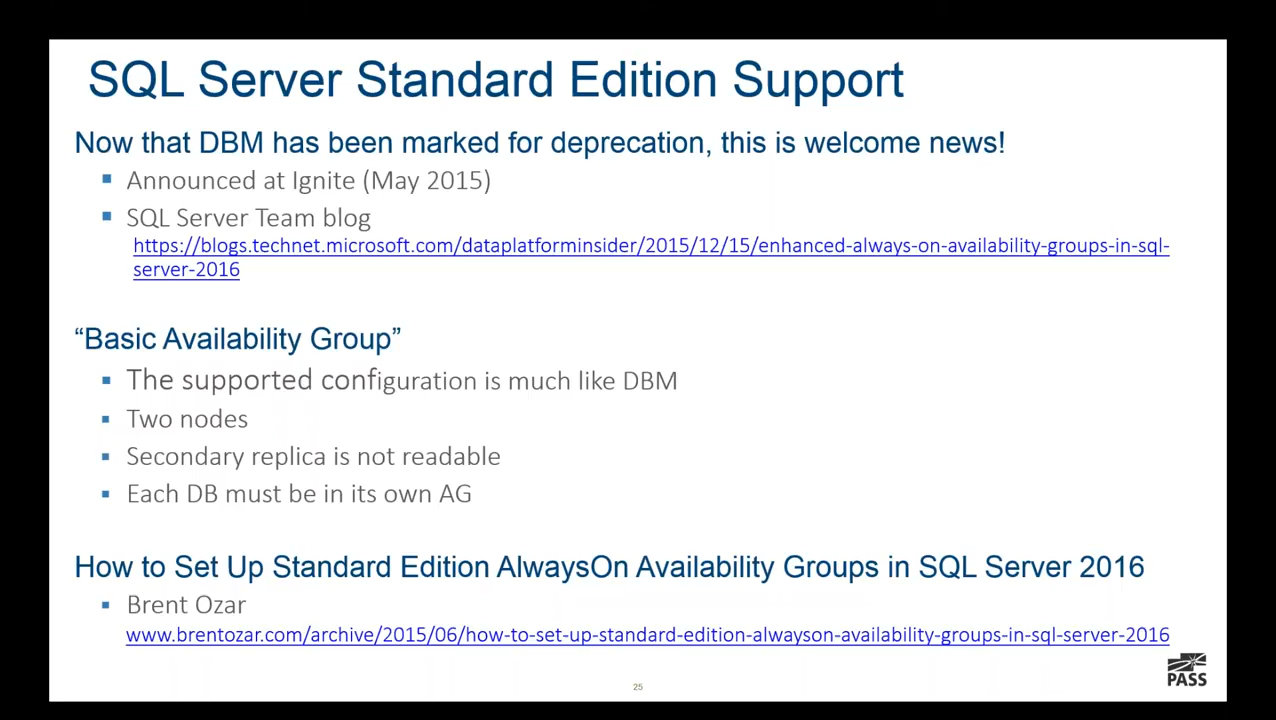 SQL Server Standard Edition Support
Now that DBM has been marked for deprecation, this is welcome news!
Announced at Ignite (May 2015)
SQL Server Team blog
https://blogs.technet.microsoft.com/dataplatforminsider/2015/12/15/enhanced-always-on-availability-groups-in-sql-
server-2016
“Basic Availability Group”
The supported configuration is much like DBM
Two nodes
Secondary replica is not readable
Each DB must be in its own AG
How to Set Up Standard Edition AlwaysOn Availability Groups in SQL Server 2016
Brent Ozar
www.brentozar.com/archive/2015/06/how-to-set-up-standard-edition-alwayson-availability-groups-in-sql-server-2016
25
PASS